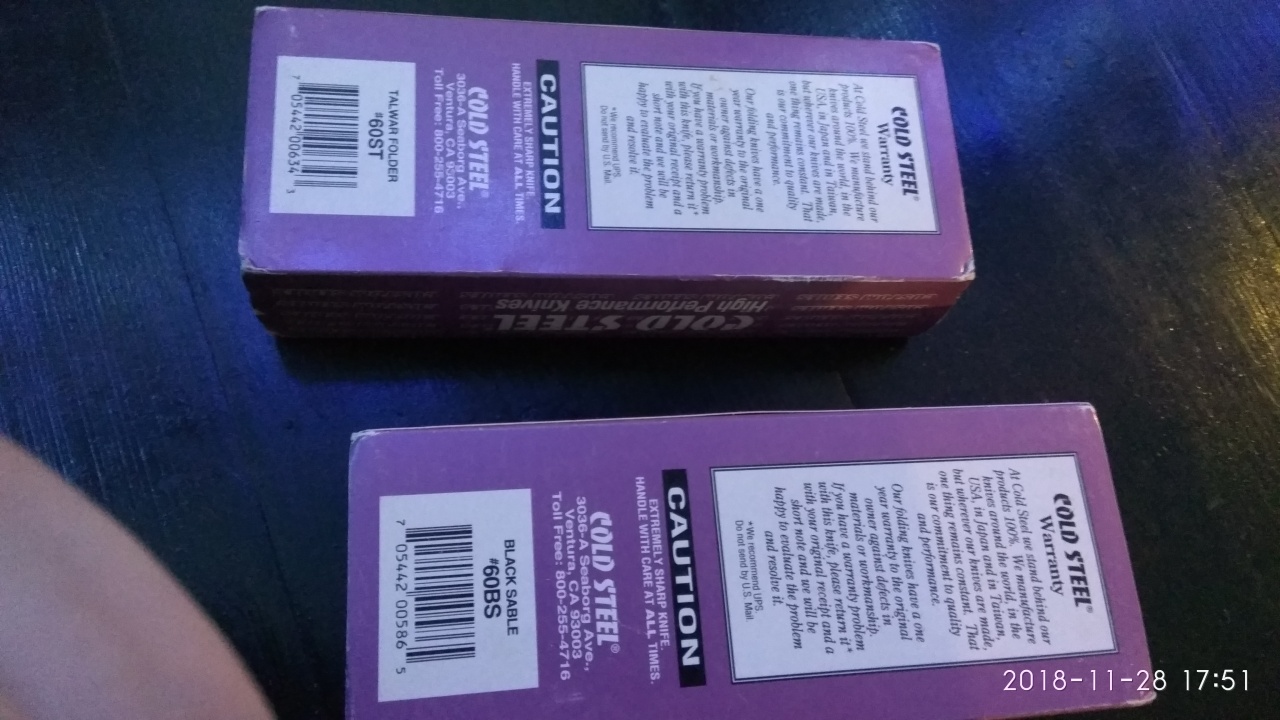 COLD STEEL®
Warranty
At Cold Steel we stand behind our
products 100%. We manufacture
knives around the world, in the
USA, in Japan and in Taiwan,
but wherever our knives are made,
one thing remains constant. That
is our commitment to quality
and performance.
Our folding knives have a one
year warranty to the original
owner against defects in
materials or workmanship.
If you have a warranty problem
with this knife, please return it*
with your original receipt and a
short note and we will be
happy to evaluate the problem
and resolve it.
*We recommend UPS.
Do not send by U.S. Mail.
CAUTION
EXTREMELY SHARP KNIFE.
HANDLE WITH CARE AT ALL TIMES.
COLD STEEL®
3036-A Seaborg Ave.,
Ventura, CA 93003
Toll Free: 800-255-4716
TALWAR FOLDER
#60ST
7 05442 00634 3
COLD STEEL
High Performance Knives
COLD STEEL®
Warranty
At Cold Steel we stand behind our
products 100%. We manufacture
knives around the world, in the
USA, in Japan and in Taiwan,
but wherever our knives are made,
one thing remains constant. That
is our commitment to quality
and performance.
Our folding knives have a one
year warranty to the original
owner against defects in
materials or workmanship.
If you have a warranty problem
with this knife, please return it*
with your original receipt and a
short note and we will be
happy to evaluate the problem
and resolve it.
*We recommend UPS.
Do not send by U.S. Mail.
CAUTION
EXTREMELY SHARP KNIFE.
HANDLE WITH CARE AT ALL TIMES.
COLD STEEL®
3036-A Seaborg Ave.,
Ventura, CA 93003
Toll Free: 800-255-4716
BLACK SABLE
#60BS
7 05442 00586 5
2018-11-28 17:51